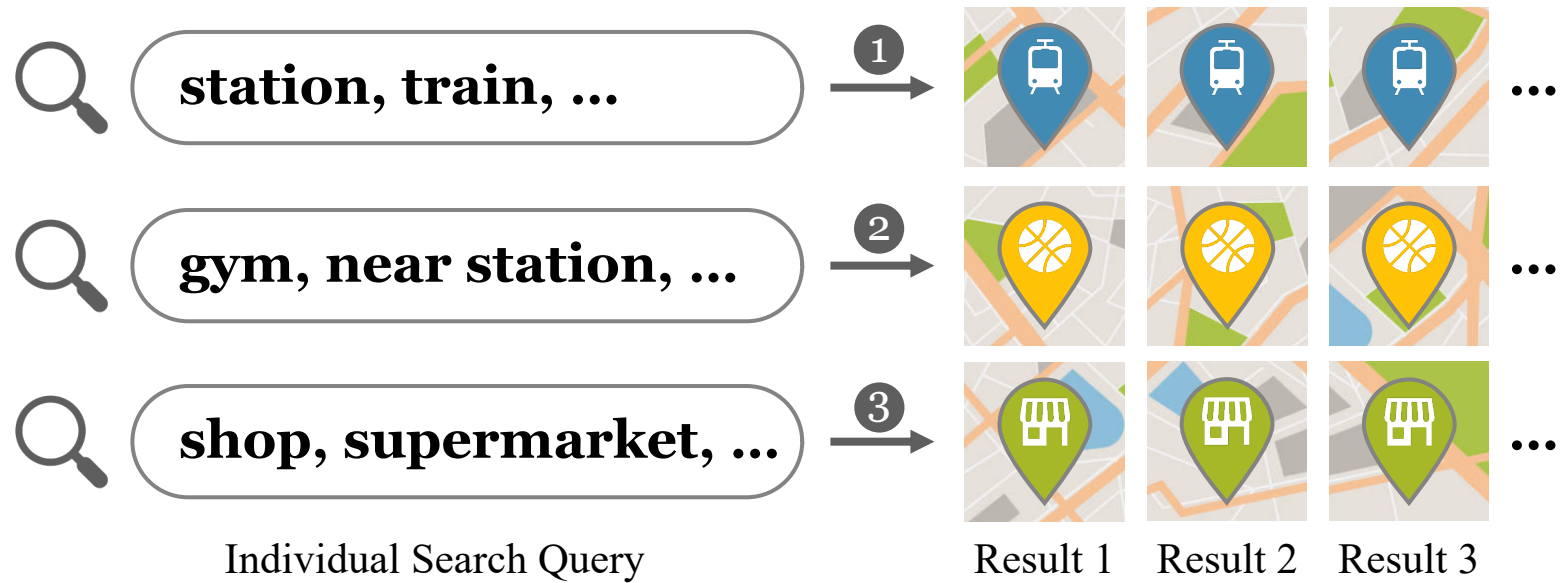 station, train, ...
1
...
gym, near station, ...
2
...
shop, supermarket, ...
3
...
Individual Search Query
Result 1
Result 2
Result 3